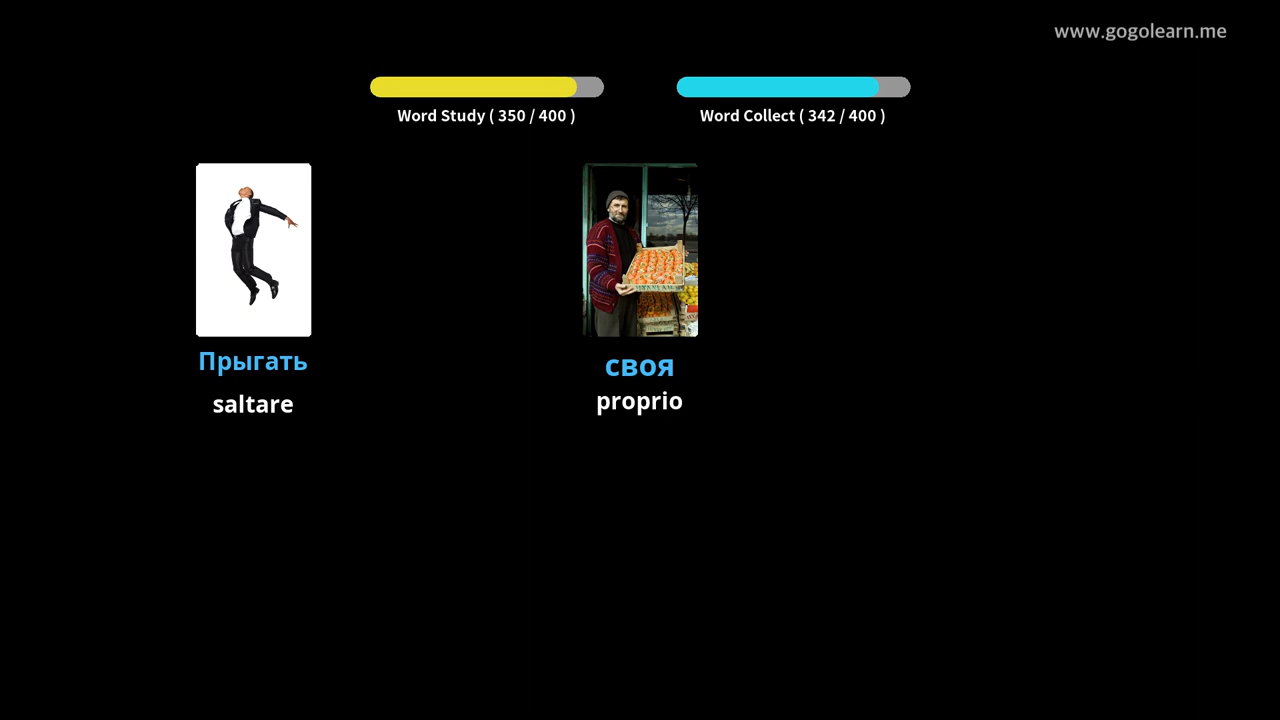 www.gogolearn.me
Word Study ( 350 / 400 )
Word Collect ( 342 / 400 )
Прыгать
saltare
своя
proprio